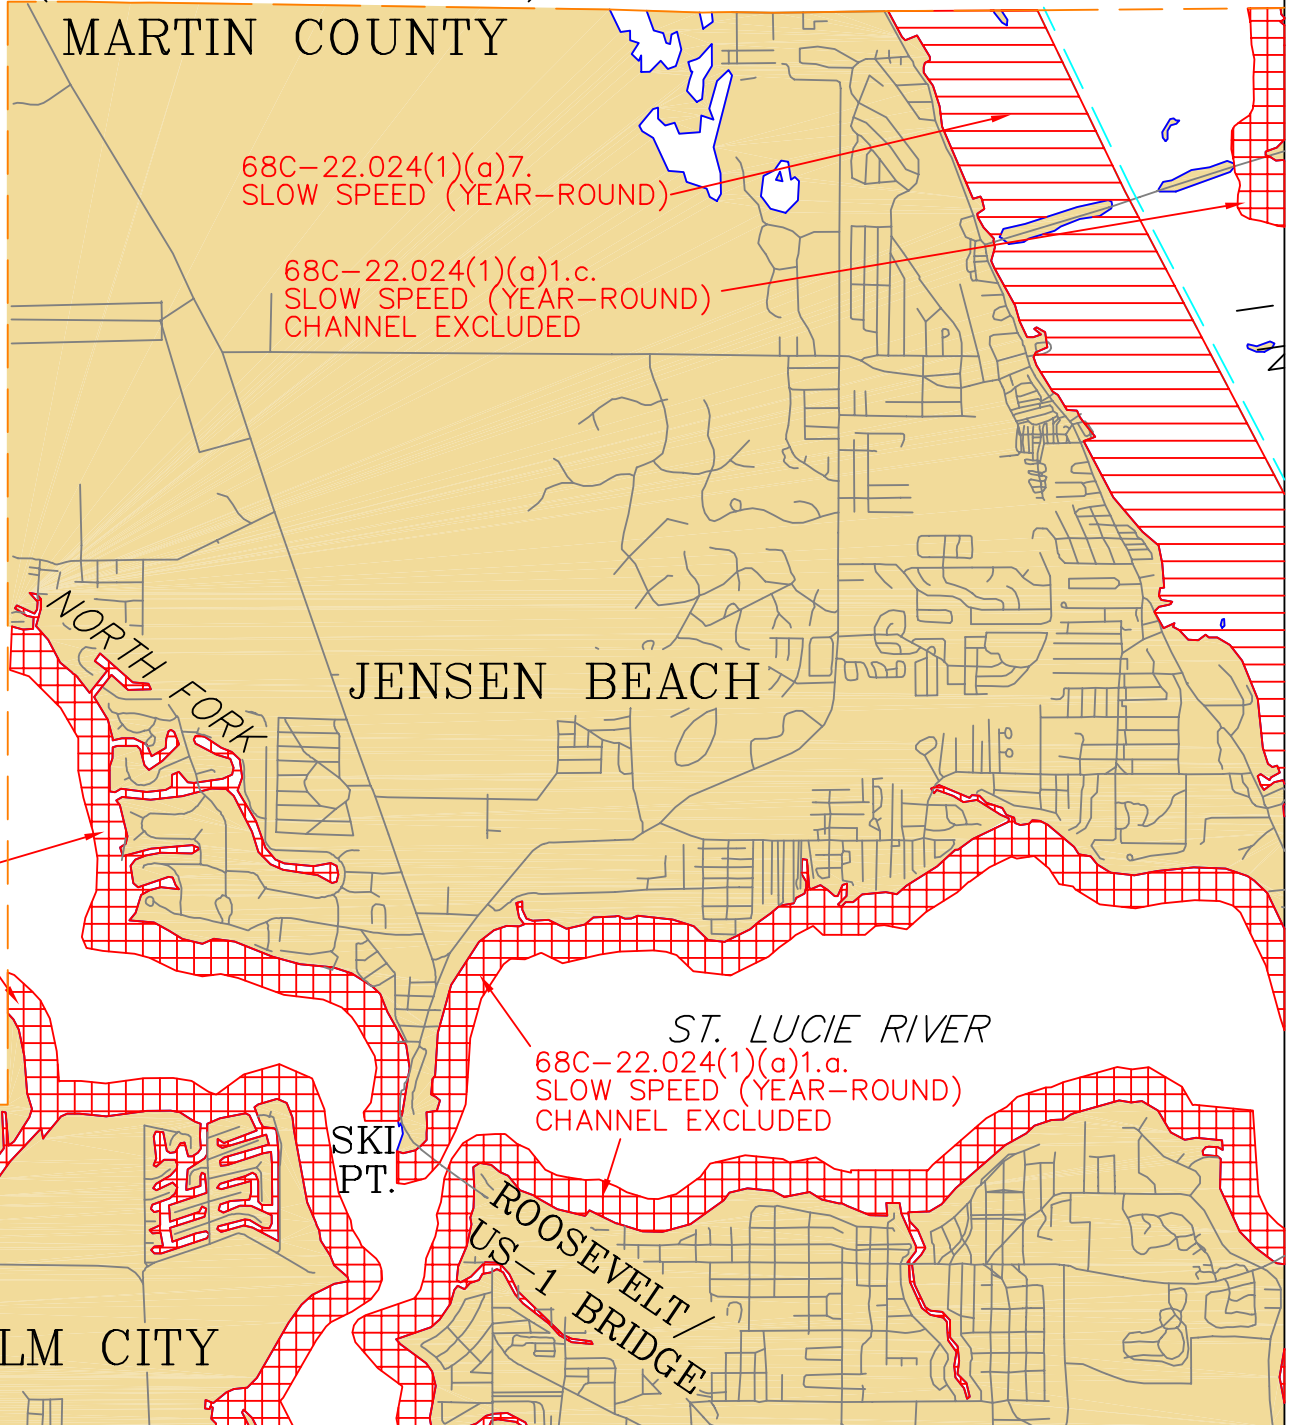 MARTIN COUNTY
68C-22.024(1)(a)7.
SLOW SPEED (YEAR-ROUND)
68C-22.024(1)(a)1.c.
SLOW SPEED (YEAR-ROUND)
CHANNEL EXCLUDED
NORTH FORK
JENSEN BEACH
ST. LUCIE RIVER
68C-22.024(1)(a)1.a.
SLOW SPEED (YEAR-ROUND)
CHANNEL EXCLUDED
SKI
PT.
ROOSEVELT/
US-1 BRIDGE
LM CITY